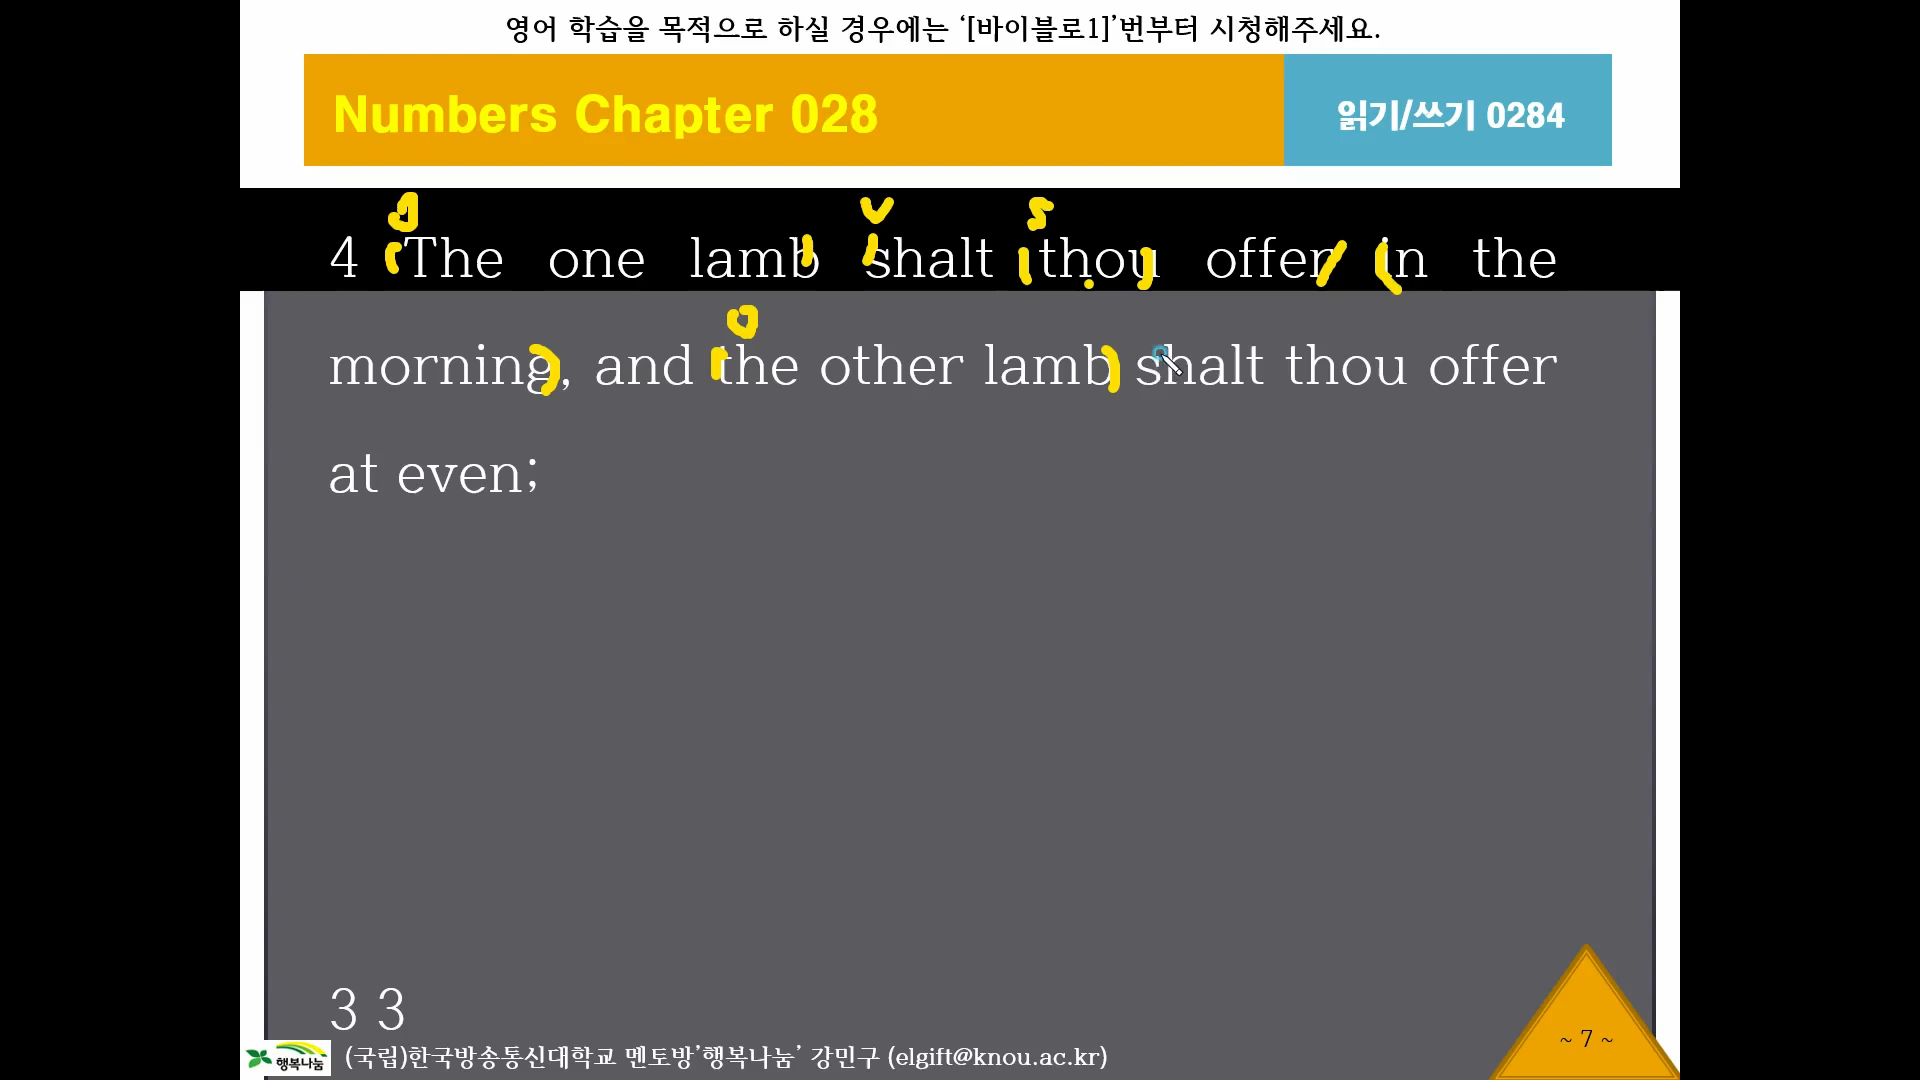 영어 학습을 목적으로 하실 경우에는 ‘[바이블로1]’번부터 시청해주세요.
Numbers Chapter 028
읽기/쓰기 0284
v s
4 The one lamb shalt thou offer in the
o
morning, and the other lamb shalt thou offer
at even;
3 3
행복나눔 (국립)한국방송통신대학교 멘토방’행복나눔’ 강민구 (elgift@knou.ac.kr)
~ 7 ~